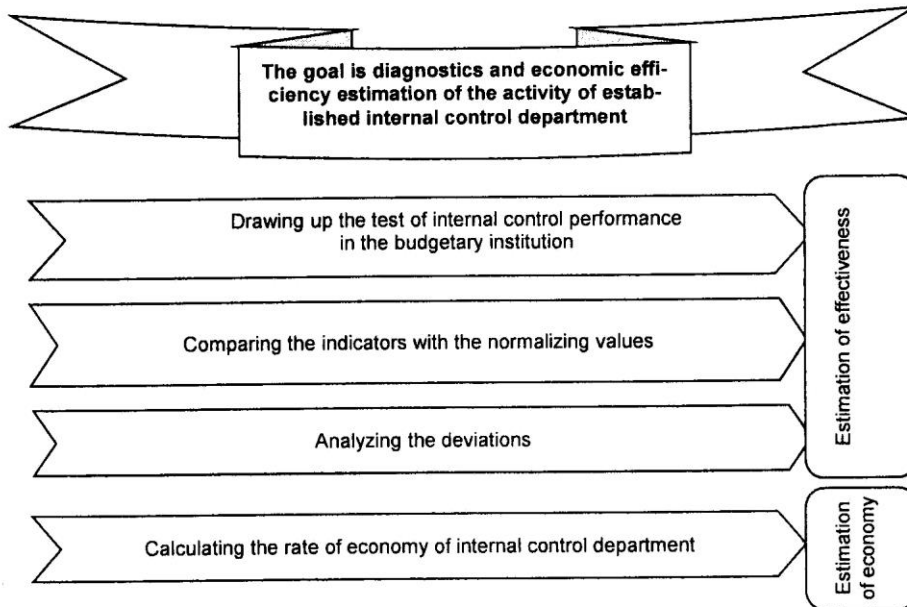 The goal is diagnostics and economic effi-
ciency estimation of the activity of estab-
lished internal control department
Drawing up the test of internal control performance
in the budgetary institution
Comparing the indicators with the normalizing values
Analyzing the deviations
Estimation of effectiveness
Calculating the rate of economy of internal control department
Estimation
of economy